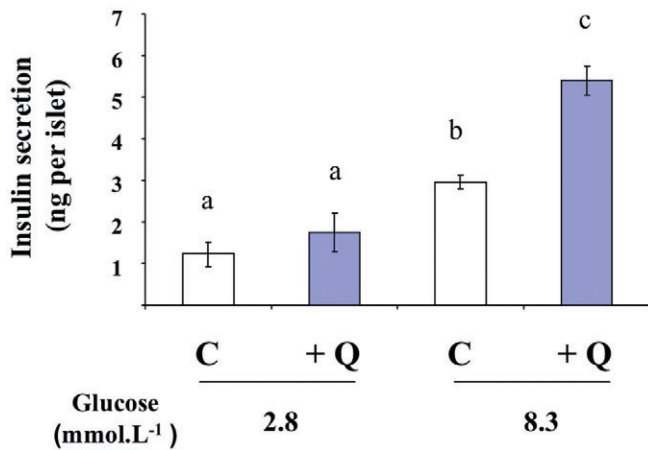 Insulin secretion
(ng per islet)
7
6
5
4
3
2
1
a
a
b
c
C
+ Q
C
+ Q
Glucose
(mmol.L⁻¹)
2.8
8.3